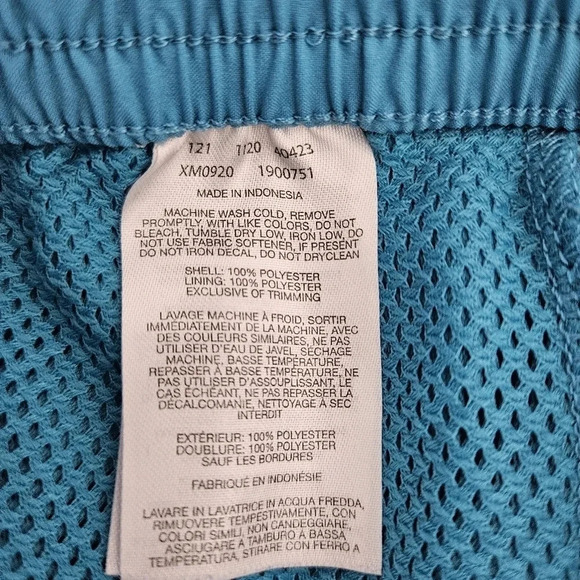 121 11/20 40423
XM0920 1900751
MADE IN INDONESIA
MACHINE WASH COLD, REMOVE
PROMPTLY, WITH LIKE COLORS, DO NOT
BLEACH, TUMBLE DRY LOW, IRON LOW, DO
NOT USE FABRIC SOFTENER, IF PRESENT
DO NOT IRON DECAL, DO NOT DRYCLEAN
SHELL: 100% POLYESTER
LINING: 100% POLYESTER
EXCLUSIVE OF TRIMMING
LAVAGE MACHINE À FROID, SORTIR
IMMÉDIATEMENT DE LA MACHINE, AVEC
DES COULEURS SIMILAIRES, NE PAS
UTILISER D'EAU DE JAVEL, SÉCHAGE
MACHINE, BASSE TEMPÉRATURE,
REPASSER À BASSE TEMPÉRATURE, NE
PAS UTILISER D'ASSOUPLISSANT, LE
CAS ÉCHÉANT, NE PAS REPASSER LA
DÉCALCOMANIE, NETTOYAGE À SEC
INTERDIT
EXTÉRIEUR: 100% POLYESTER
DOUBLURE: 100% POLYESTER
SAUF LES BORDURES
FABRIQUÉ EN INDONÉSIE
LAVARE IN LAVATRICE IN ACQUA FREDDA,
RIMUOVERE TEMPESTIVAMENTE, CON
COLORI SIMILI, NON CANDEGGIARE,
ASCIUGARE A TAMBURO A BASSA
TEMPERATURA, STIRARE CON FERRO A